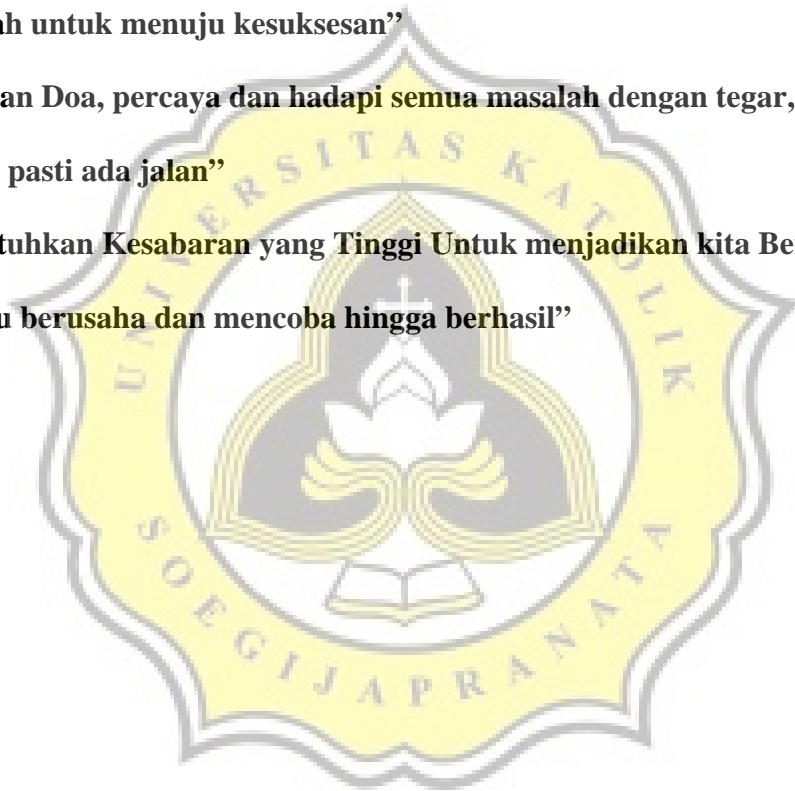 ah untuk menuju kesuksesan”
an Doa, percaya dan hadapi semua masalah dengan tegar,
pasti ada jalan”
tuhkan Kesabaran yang Tinggi Untuk menjadikan kita Be
u berusaha dan mencoba hingga berhasil”
UNIVERSITAS KATOLIK
SOEGIJAPRANATA